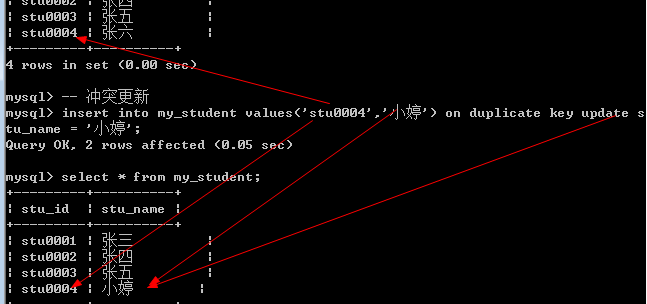 | stu0002 | 张四 |
| stu0003 | 张五 |
| stu0004 | 张六 |
+---------+----------+
4 rows in set (0.00 sec)
mysql> -- 冲突更新
mysql> insert into my_student values('stu0004','小婷') on duplicate key update s
tu_name = '小婷';
Query OK, 2 rows affected (0.05 sec)
mysql> select * from my_student;
+---------+----------+
| stu_id | stu_name |
+---------+----------+
| stu0001 | 张三 |
| stu0002 | 张四 |
| stu0003 | 张五 |
| stu0004 | 小婷 |
+---------+----------+